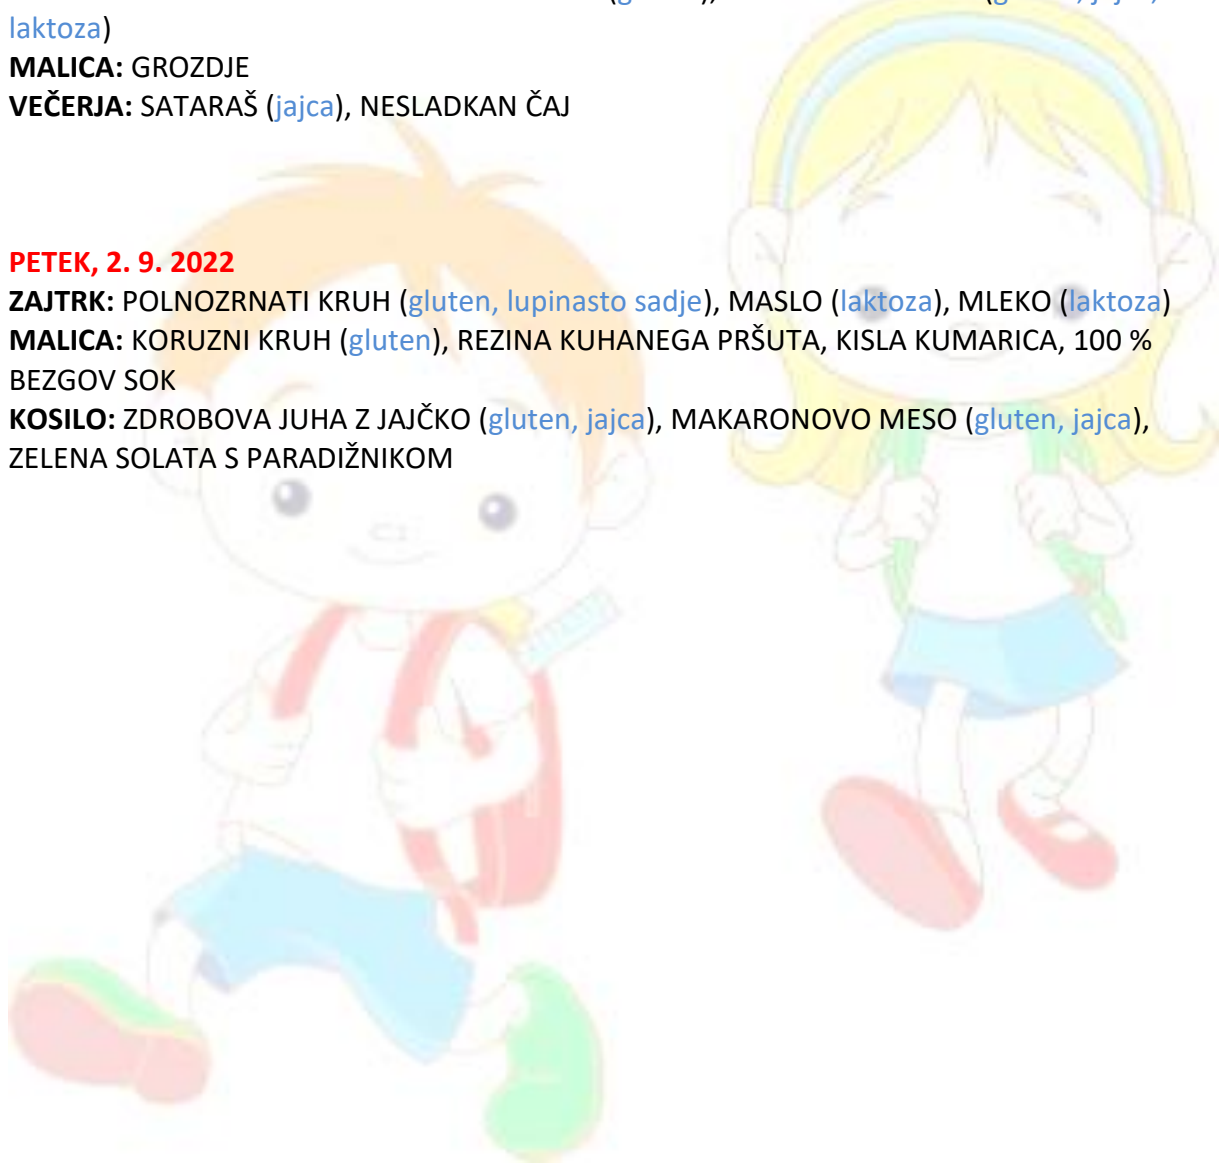 laktoza)
MALICA: GROZDJE
VEČERJA: SATARAŠ (jajca), NESLADKAN ČAJ
PETEK, 2. 9. 2022
ZAJTRK: POLNOZRNATI KRUH (gluten, lupinasto sadje), MASLO (laktoza), MLEKO (laktoza)
MALICA: KORUZNI KRUH (gluten), REZINA KUHANEGA PRŠUTA, KISLA KUMARICA, 100 %
BEZGOV SOK
KOSILO: ZDROBOVA JUHA Z JAJČKO (gluten, jajca), MAKARONOVO MESO (gluten, jajca),
ZELENA SOLATA S PARADIŽNIKOM